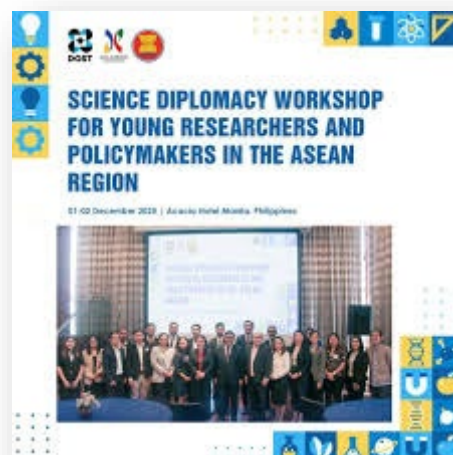 DOST
SCIENCE DIPLOMACY WORKSHOP
FOR YOUNG RESEARCHERS AND
POLICYMAKERS IN THE ASEAN
REGION
01-02 December 2025 | Acacia Hotel Manila, Philippines